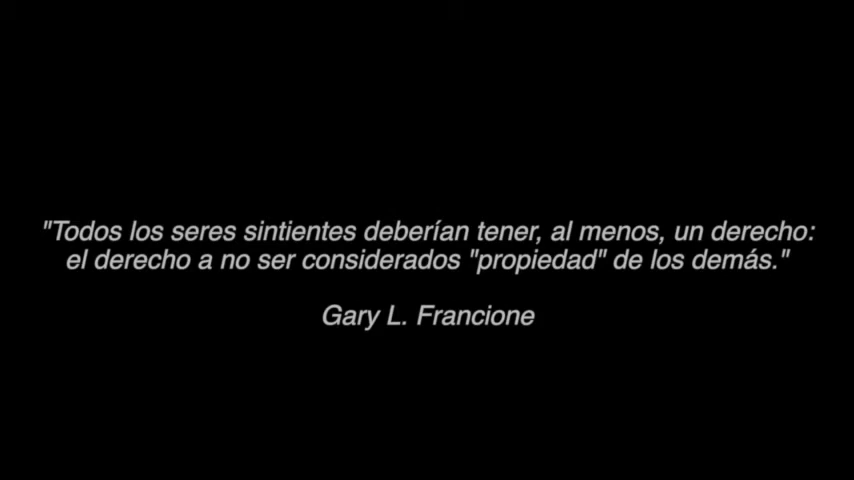 "Todos los seres sintientes deberían tener, al menos, un derecho:
el derecho a no ser considerados "propiedad" de los demás."
Gary L. Francione